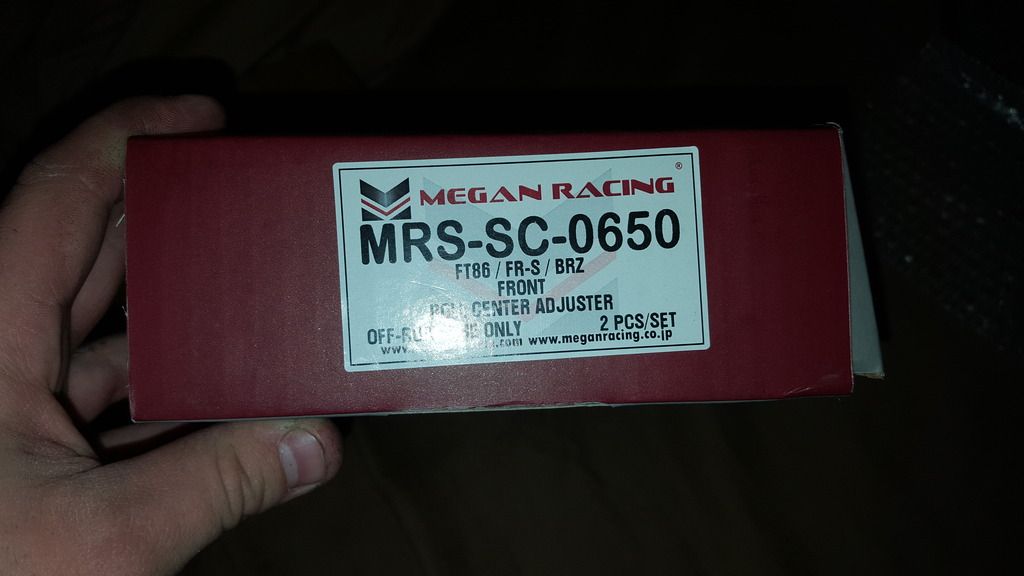 MEGAN RACING®
MRS-SC-0650
FT86 / FR-S / BRZ
FRONT
CENTER ADJUSTER
ONLY 2 PCS/SET
www.meganracing.co.jp